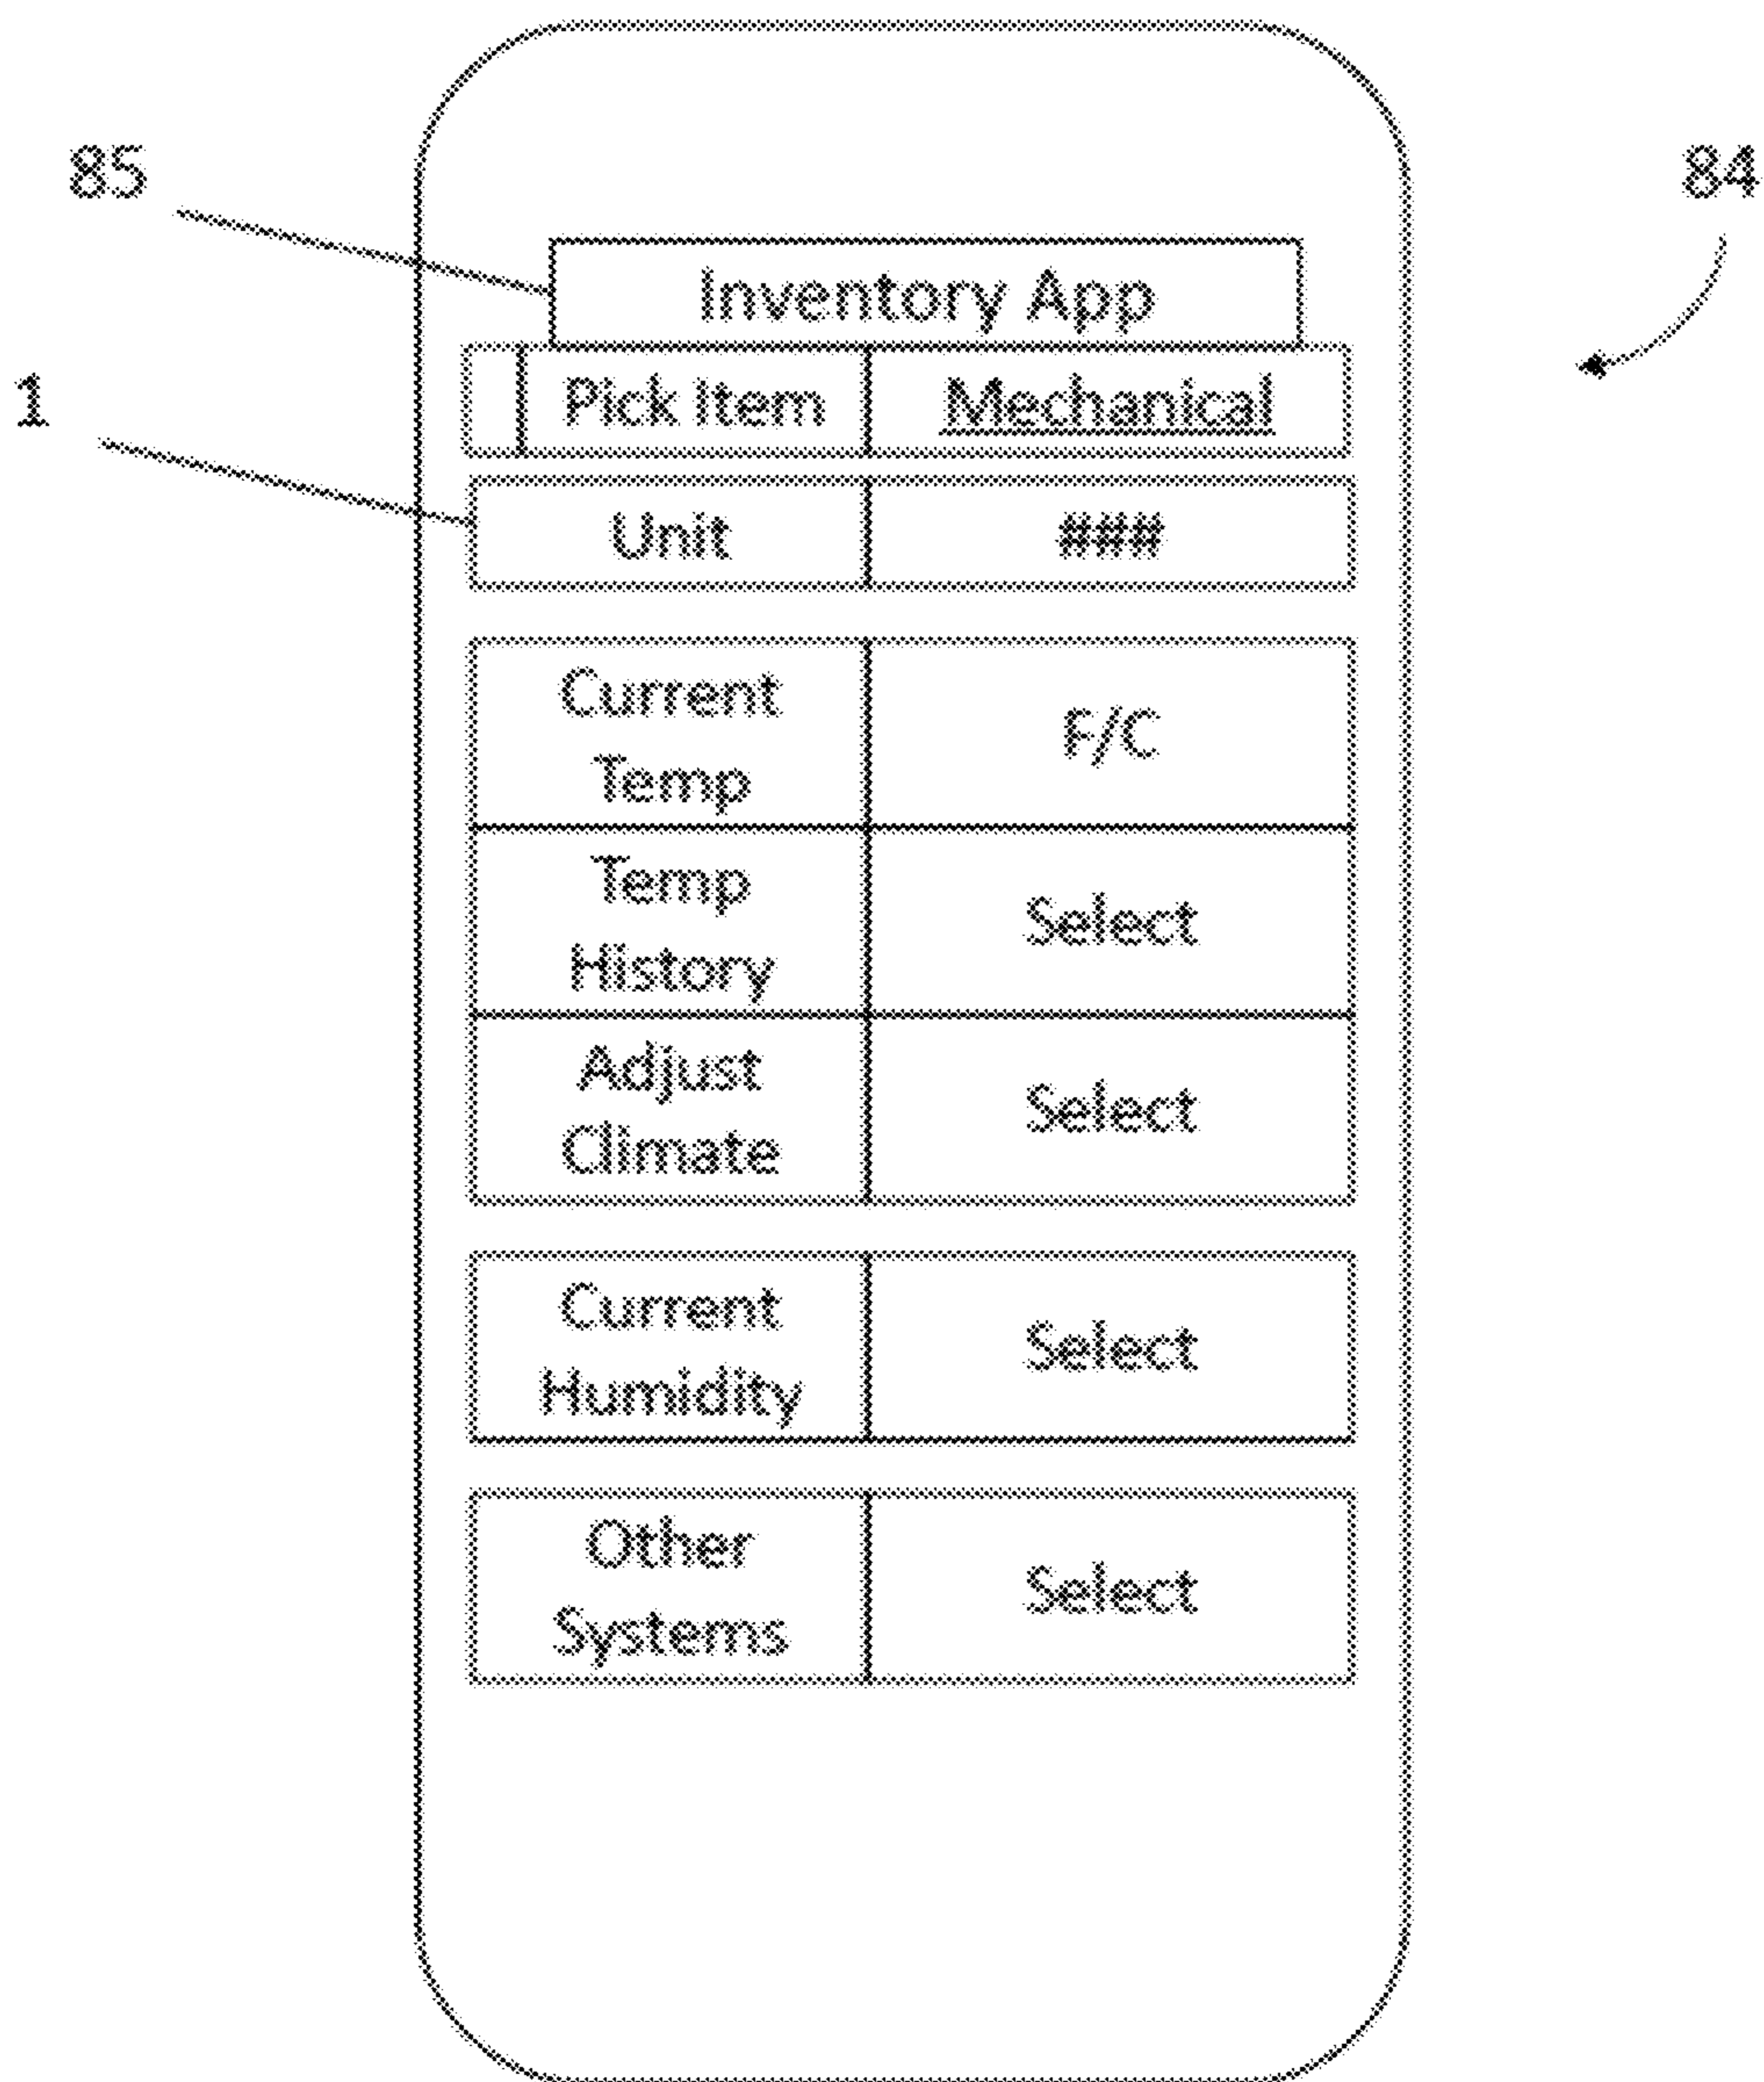 85
84
Inventory App
1
Pick Item Mechanical
Unit ###
Current
Temp
F/C
Temp
History
Select
Adjust
Climate
Select
Current
Humidity
Select
Other
Systems
Select